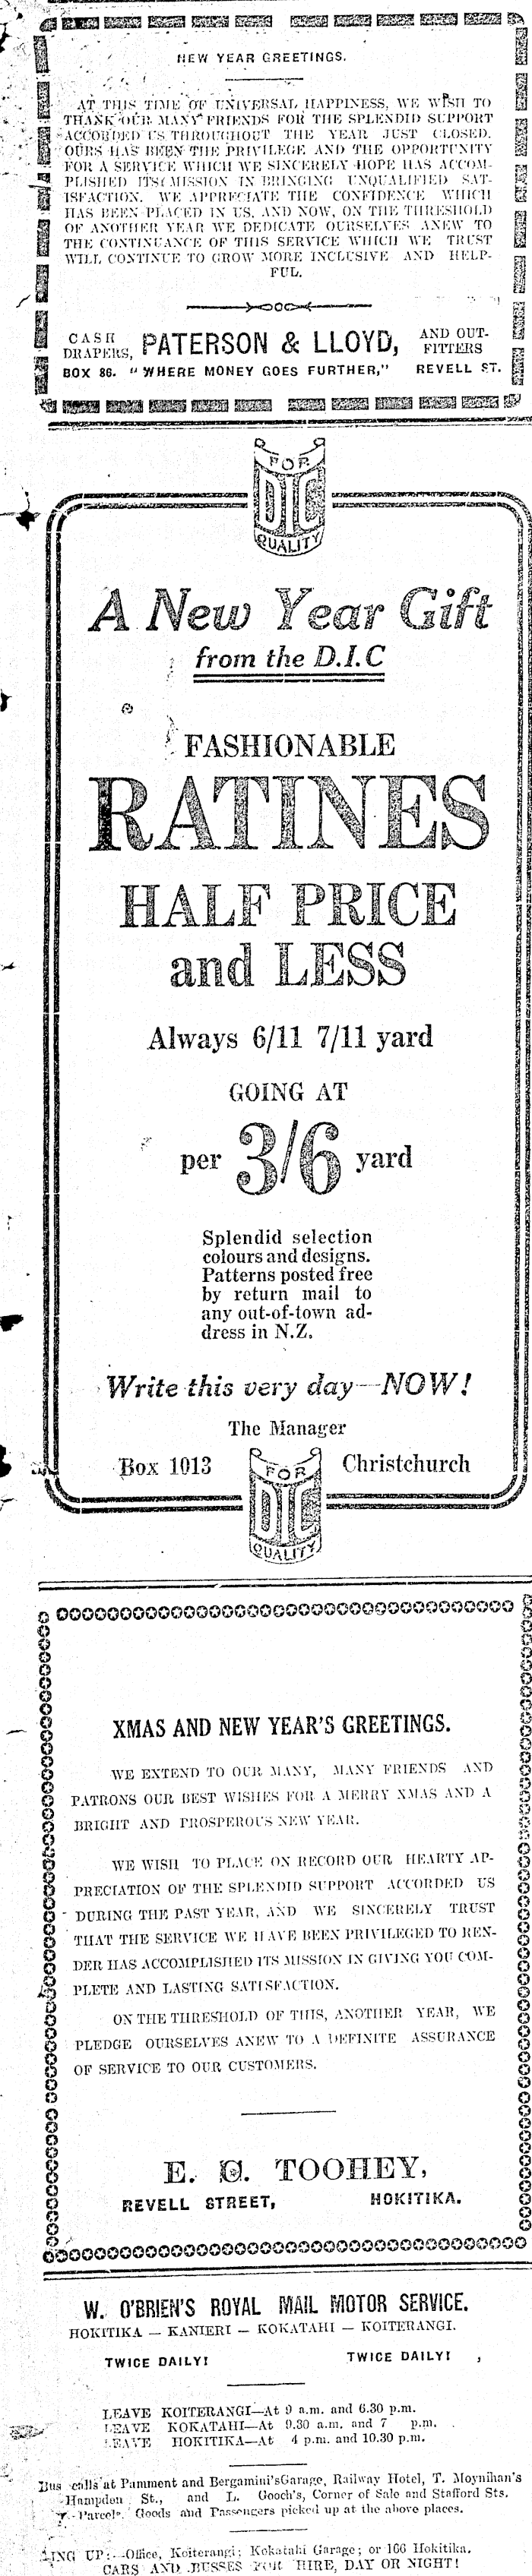 NEW YEAR GREETINGS.
AT THIS TIME OF UNIVERSAL HAPPINESS, WE WISH TO
THANK OUR MANY FRIENDS FOR THE SPLENDID SUPPORT
ACCORDED US THROUGHOUT THE YEAR JUST CLOSED.
OURS HAS BEEN THE PRIVILEGE AND THE OPPORTUNITY
FOR A SERVICE WHICH WE SINCERELY HOPE HAS ACCOM-
PLISHED ITS MISSION IN BRINGING UNQUALIFIED SAT-
ISFACTION. WE APPRECIATE THE CONFIDENCE WHICH
HAS BEEN PLACED IN US. AND NOW, ON THE THRESHOLD
OF ANOTHER YEAR WE DEDICATE OURSELVES ANEW TO
THE CONTINUANCE OF THIS SERVICE WHICH WE TRUST
WILL CONTINUE TO GROW MORE INCLUSIVE AND HELP-
FUL.
CASH DRAPERS, PATERSON & LLOYD, AND OUT-FITTERS
BOX 86. "WHERE MONEY GOES FURTHER," REVELL ST.
FOR
DIC
QUALITY
A New Year Gift
from the D.I.C
FASHIONABLE
RATINES
HALF PRICE
and LESS
Always 6/11 7/11 yard
GOING AT
per 3/6 yard
Splendid selection
colours and designs.
Patterns posted free
by return mail to
any out-of-town ad-
dress in N.Z.
Write this very day—NOW!
The Manager
Box 1013 Christchurch
FOR
DIC
QUALITY
XMAS AND NEW YEAR'S GREETINGS.
WE EXTEND TO OUR MANY, MANY FRIENDS AND
PATRONS OUR BEST WISHES FOR A MERRY XMAS AND A
BRIGHT AND PROSPEROUS NEW YEAR.
WE WISH TO PLACE ON RECORD OUR HEARTY AP-
PRECIATION OF THE SPLENDID SUPPORT ACCORDED US
DURING THE PAST YEAR, AND WE SINCERELY TRUST
THAT THE SERVICE WE HAVE BEEN PRIVILEGED TO REN-
DER HAS ACCOMPLISHED ITS MISSION IN GIVING YOU COM-
PLETE AND LASTING SATISFACTION.
ON THE THRESHOLD OF THIS, ANOTHER YEAR, WE
PLEDGE OURSELVES ANEW TO A DEFINITE ASSURANCE
OF SERVICE TO OUR CUSTOMERS.
E. TOOHEY,
REVELL STREET, HOKITIKA.
W. O'BRIEN'S ROYAL MAIL MOTOR SERVICE.
HOKITIKA — KANIERI — KOKATAHI — KOITERANGI.
TWICE DAILY! TWICE DAILY!
LEAVE KOITERANGI—At 9 a.m. and 6.30 p.m.
LEAVE KOKATAHI—At 9.30 a.m. and 7 p.m.
LEAVE HOKITIKA—At 4 p.m. and 10.30 p.m.
Bus calls at Pamment and Bergamini's Garage, Railway Hotel, T. Moynihan's
Hampden St., and L. Gooch's, Corner of Sale and Stafford Sts.
Parcels, Goods and Passengers picked up at the above places.
RING UP:—Office, Koiterangi; Kokatahi Garage; or 166 Hokitika.
CARS AND BUSSES FOR HIRE, DAY OR NIGHT!